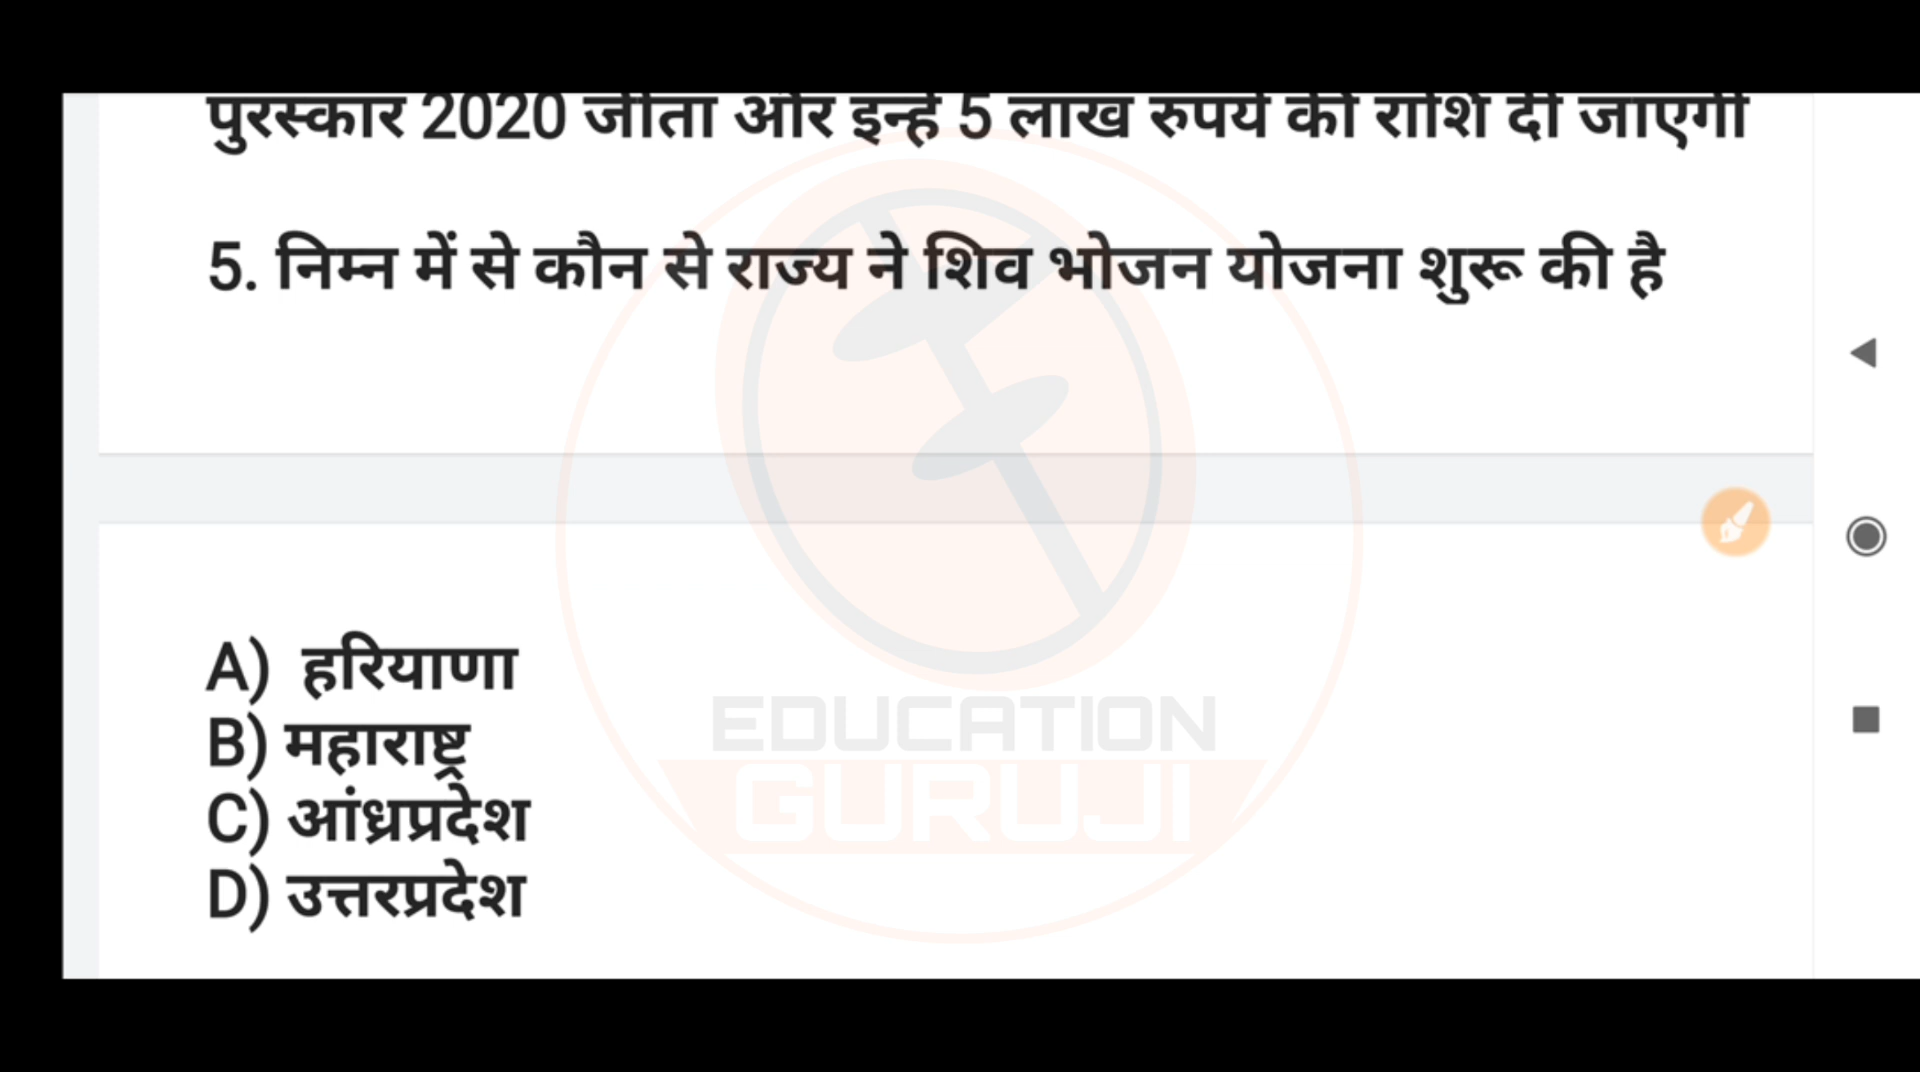 पुरस्कार 2020 जीता और इन्हे 5 लाख रुपये की राशि दी जाएगी
5. निम्न में से कौन से राज्य ने शिव भोजन योजना शुरू की है
A) हरियाणा
B) महाराष्ट्र
C) आंध्रप्रदेश
D) उत्तरप्रदेश
EDUCATION
GURUJI